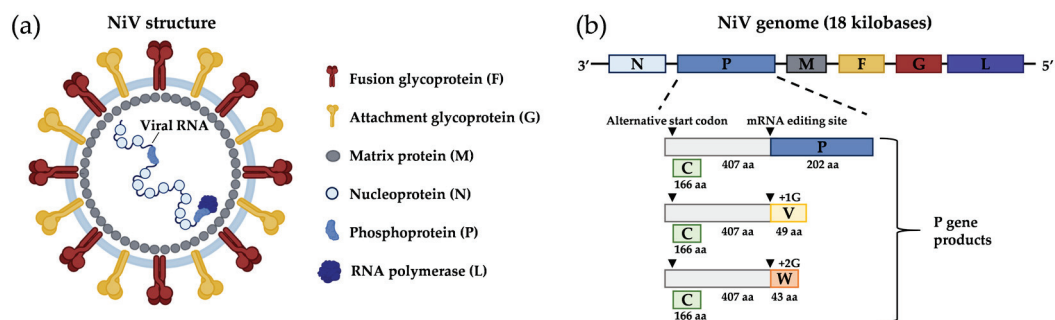 (a)
NiV structure
Viral RNA
Fusion glycoprotein (F)
Attachment glycoprotein (G)
Matrix protein (M)
Nucleoprotein (N)
Phosphoprotein (P)
RNA polymerase (L)
(b)
NiV genome (18 kilobases)
3′ N P M F G L 5′
Alternative start codon mRNA editing site
P
C 407 aa 202 aa
166 aa
+1G
V
C 407 aa 49 aa
166 aa
+2G
W
C 407 aa 43 aa
166 aa
P gene
products